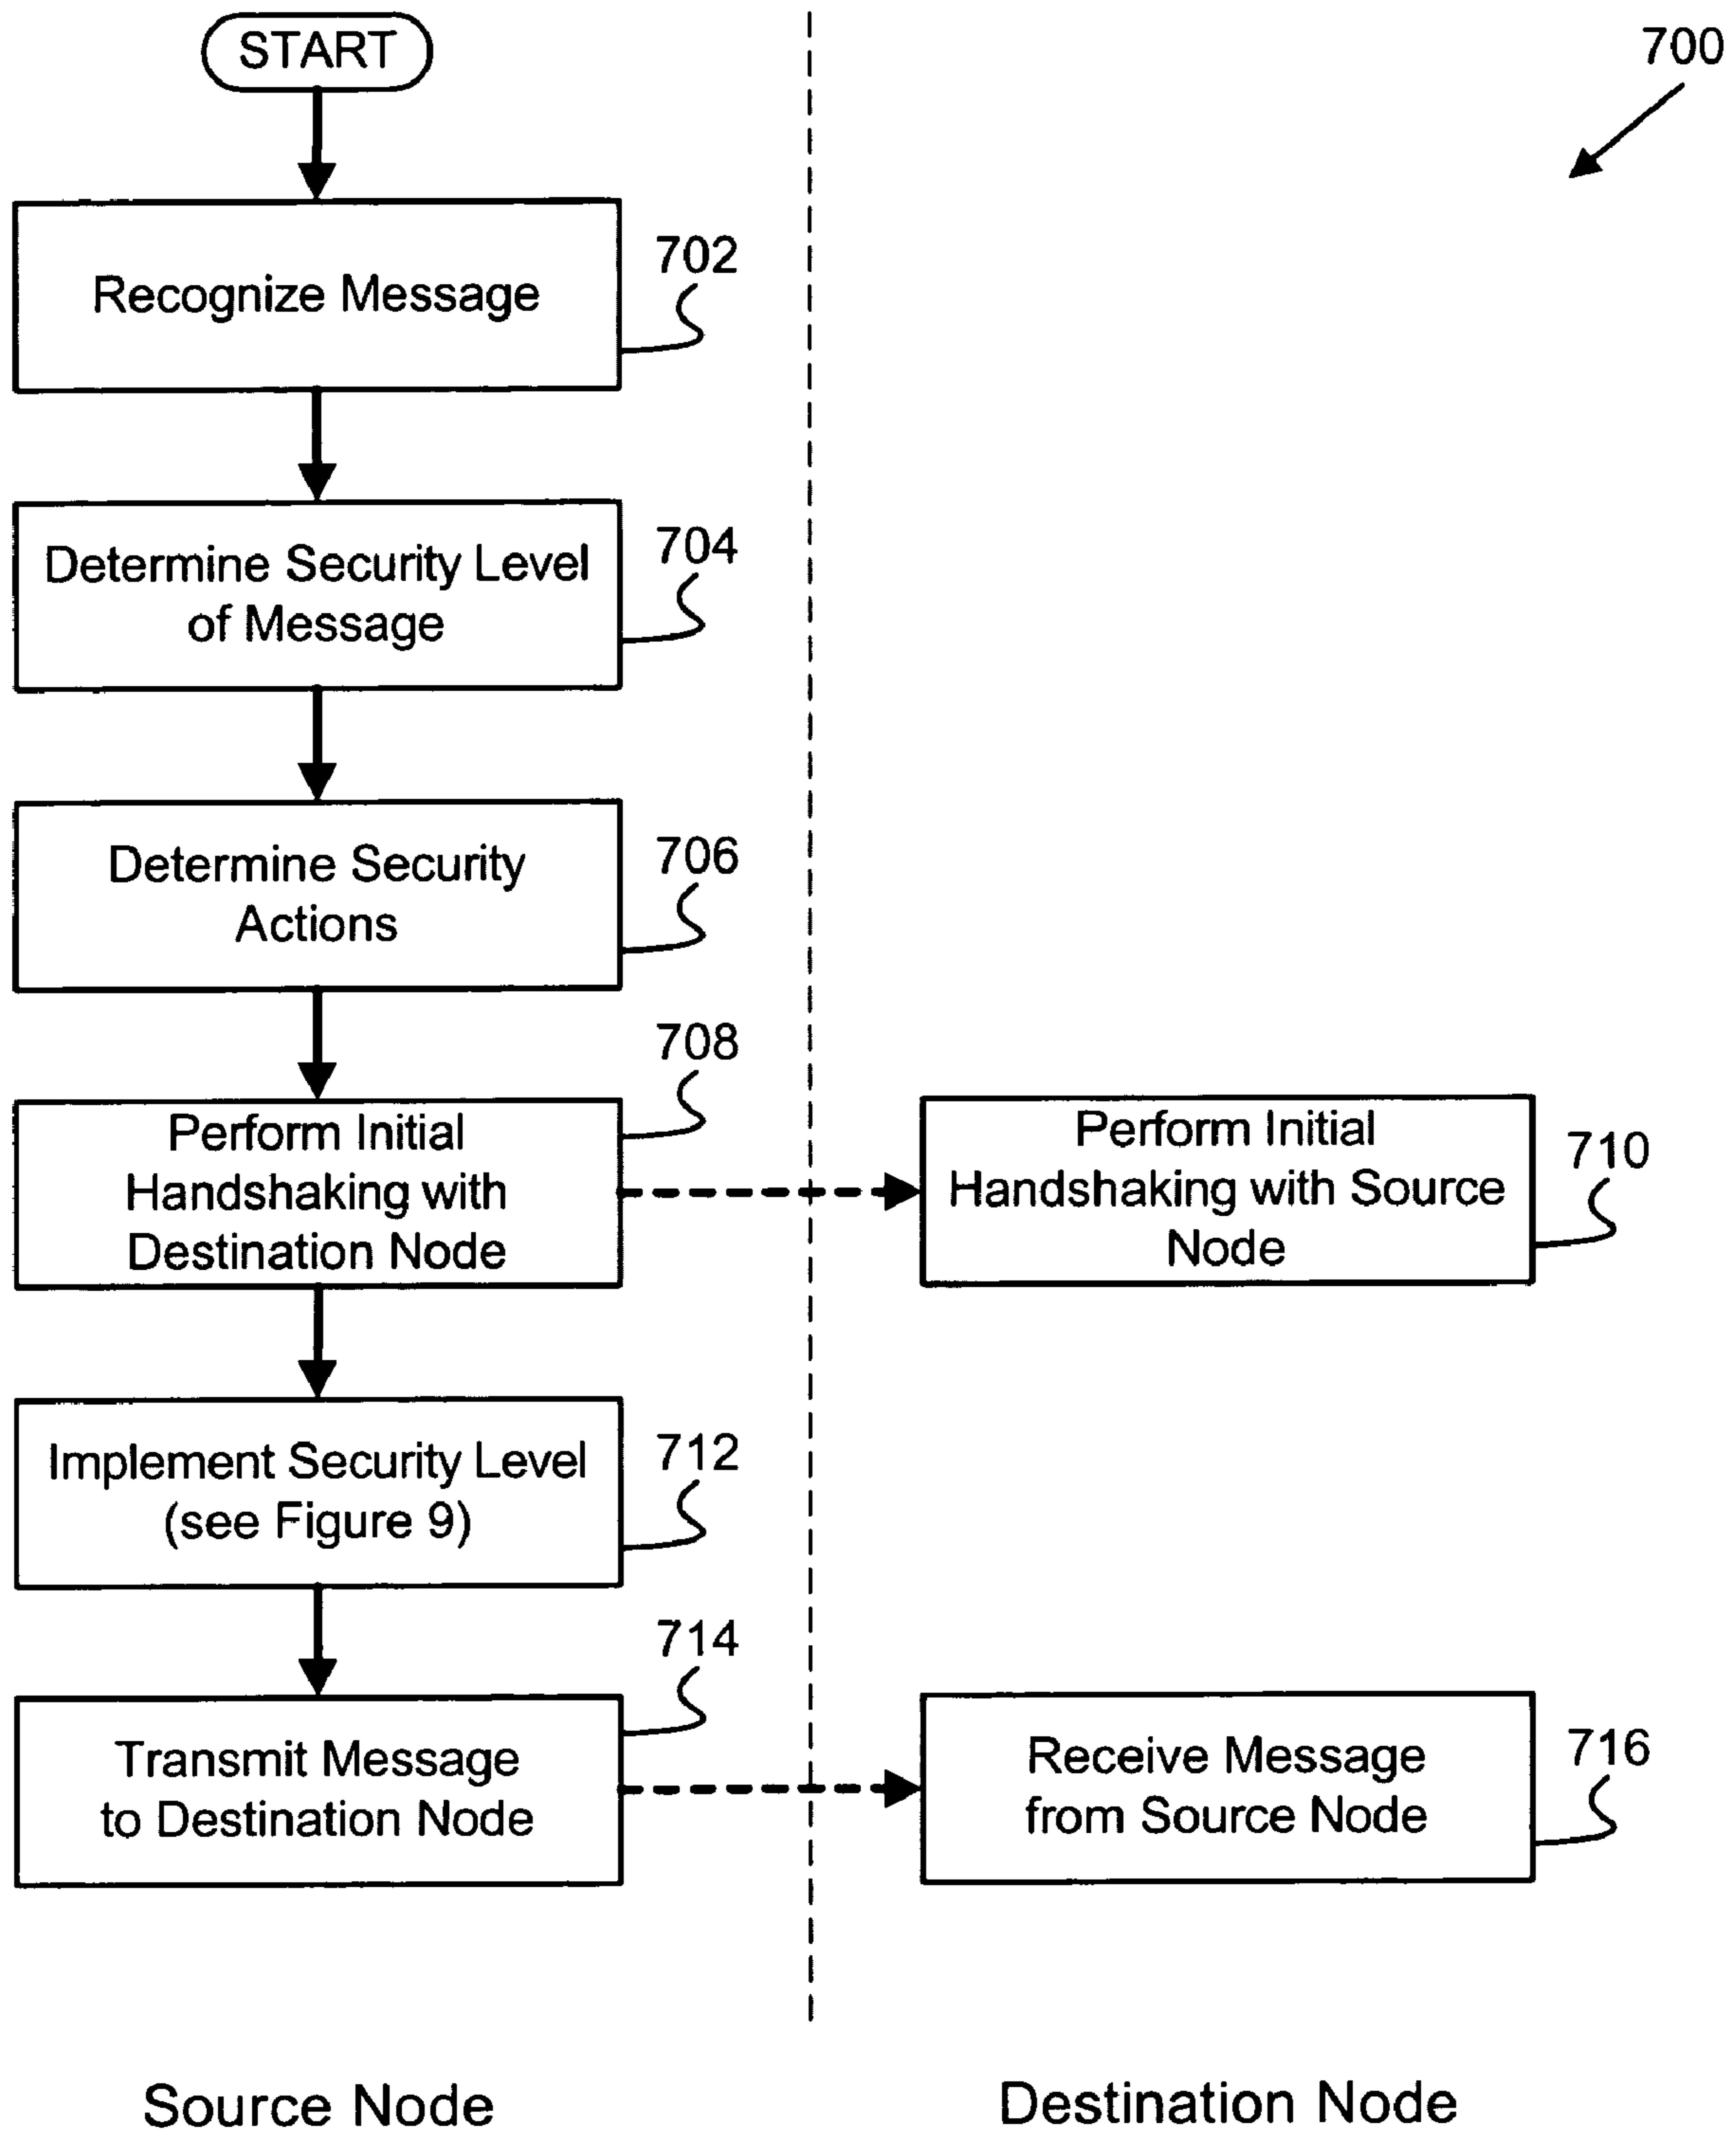 START
700
702
Recognize Message
704
Determine Security Level
of Message
706
Determine Security
Actions
708
Perform Initial
Handshaking with
Destination Node
710
Perform Initial
Handshaking with Source
Node
712
Implement Security Level
(see Figure 9)
714
Transmit Message
to Destination Node
716
Receive Message
from Source Node
Source Node
Destination Node